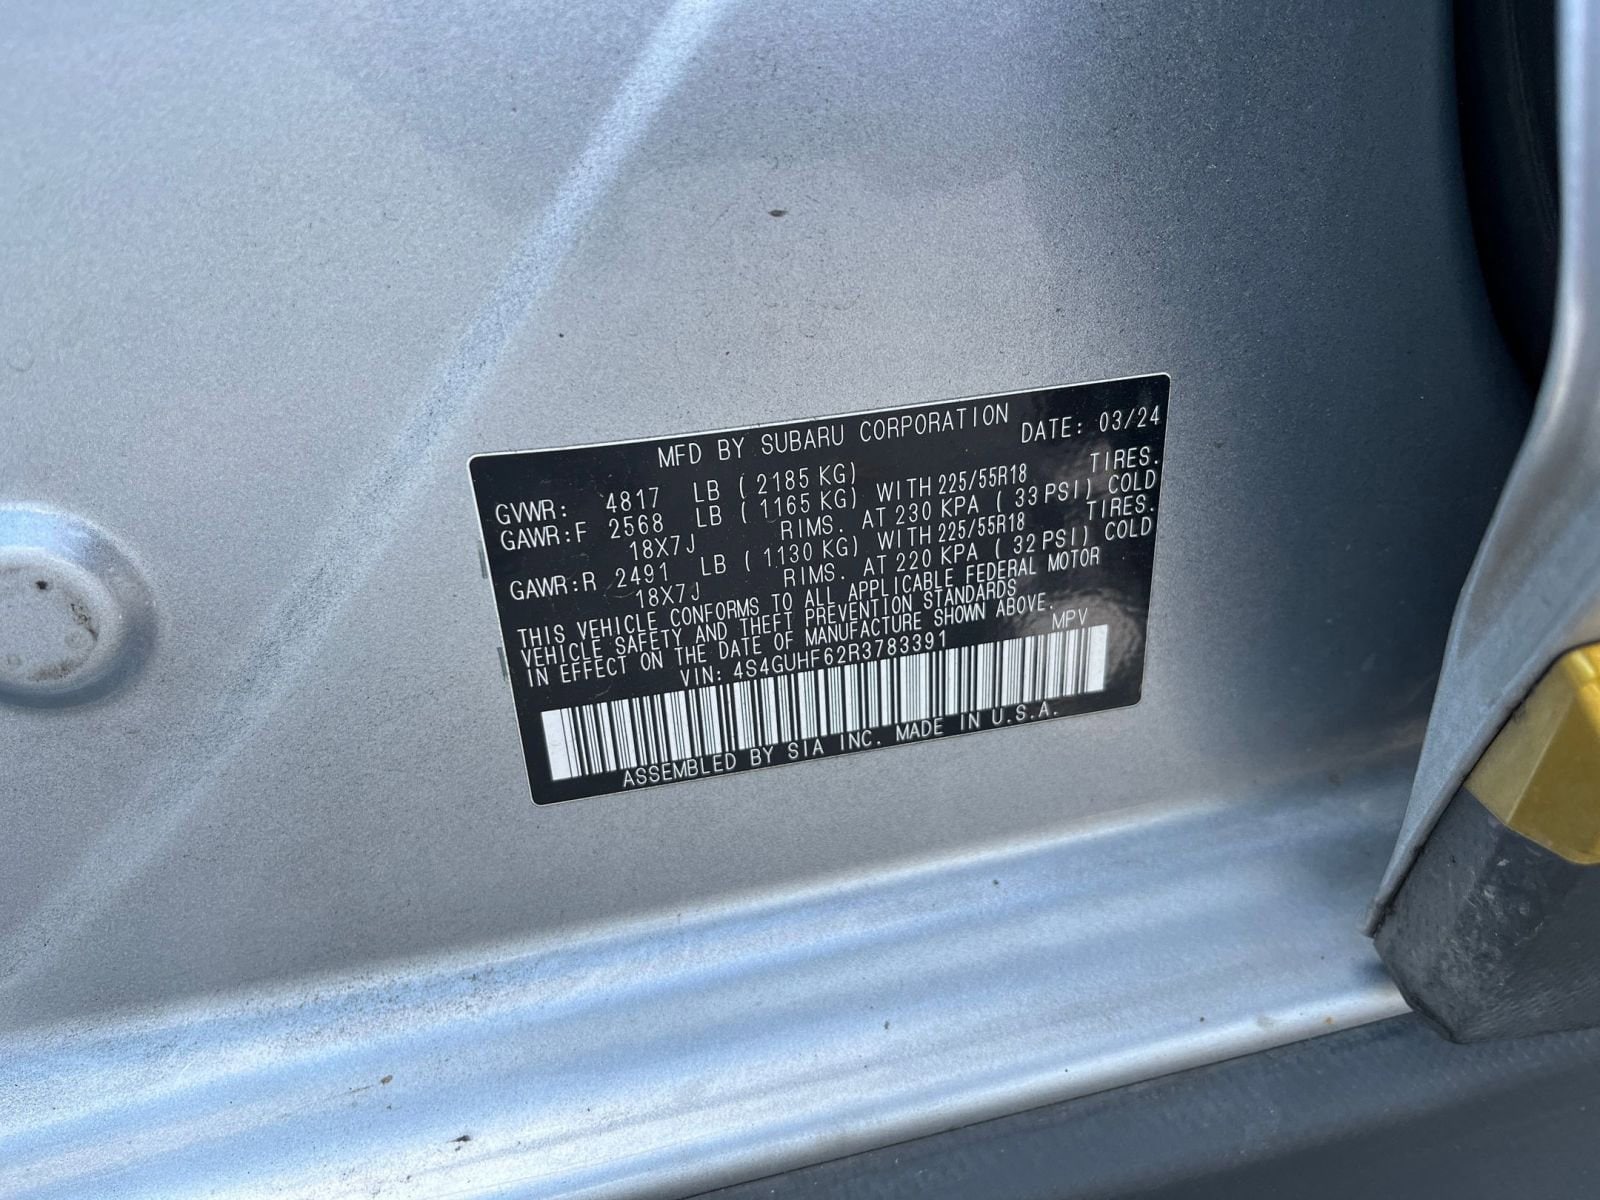 MFD BY SUBARU CORPORATION DATE: 03/24
GVWR: 4817 LB (2185 KG)
GAWR:F 2568 LB (1165 KG) WITH 225/55R18 TIRES.
18X7J RIMS. AT 230 KPA (33 PSI) COLD
GAWR:R 2491 LB (1130 KG) WITH 225/55R18 TIRES.
18X7J RIMS. AT 220 KPA (32 PSI) COLD
THIS VEHICLE CONFORMS TO ALL APPLICABLE FEDERAL MOTOR
VEHICLE SAFETY AND THEFT PREVENTION STANDARDS
IN EFFECT ON THE DATE OF MANUFACTURE SHOWN ABOVE.
VIN: 4S4GUHF62R3783391 MPV
ASSEMBLED BY SIA INC. MADE IN U.S.A.